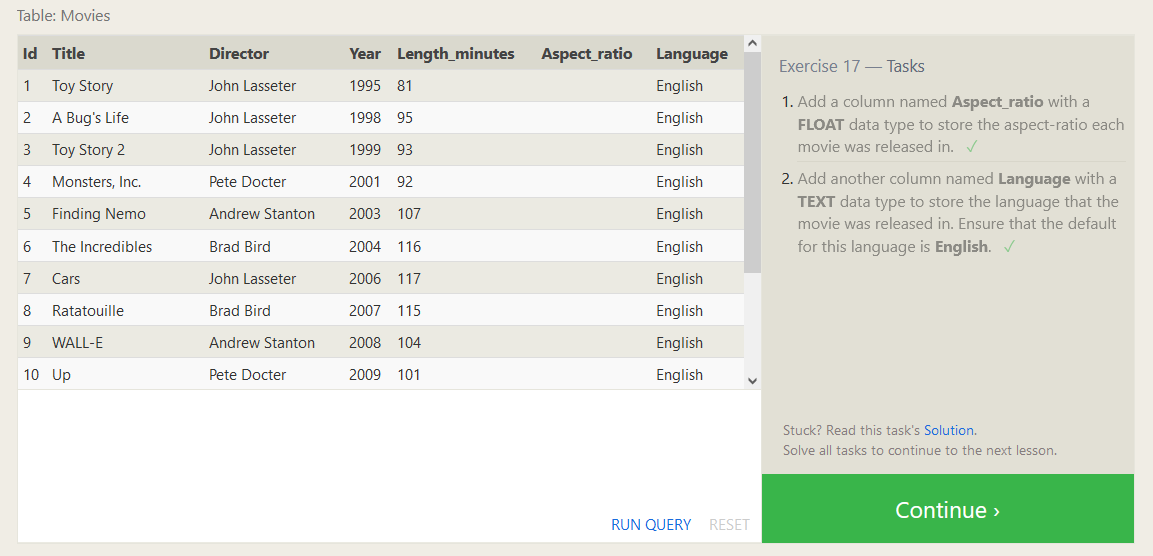 Table: Movies
Id Title Director Year Length_minutes Aspect_ratio Language
1 Toy Story John Lasseter 1995 81 English
2 A Bug's Life John Lasseter 1998 95 English
3 Toy Story 2 John Lasseter 1999 93 English
4 Monsters, Inc. Pete Docter 2001 92 English
5 Finding Nemo Andrew Stanton 2003 107 English
6 The Incredibles Brad Bird 2004 116 English
7 Cars John Lasseter 2006 117 English
8 Ratatouille Brad Bird 2007 115 English
9 WALL-E Andrew Stanton 2008 104 English
10 Up Pete Docter 2009 101 English
RUN QUERY RESET
Exercise 17 — Tasks
1. Add a column named Aspect_ratio with a
FLOAT data type to store the aspect-ratio each
movie was released in. ✓
2. Add another column named Language with a
TEXT data type to store the language that the
movie was released in. Ensure that the default
for this language is English. ✓
Stuck? Read this task's Solution.
Solve all tasks to continue to the next lesson.
Continue ›